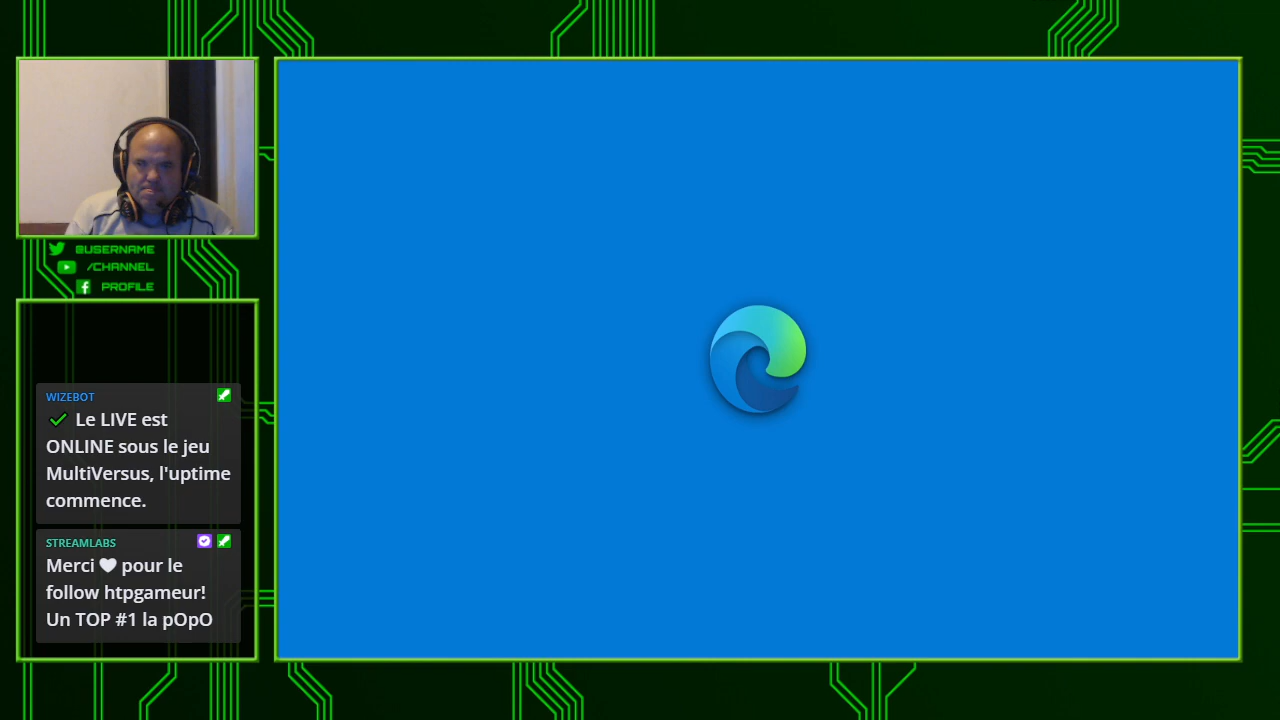 @USERNAME
/CHANNEL
PROFILE
WIZEBOT
Le LIVE est
ONLINE sous le jeu
MultiVersus, l'uptime
commence.
STREAMLABS
Merci 🤍 pour le
follow htpgameur!
Un TOP #1 la pOpO